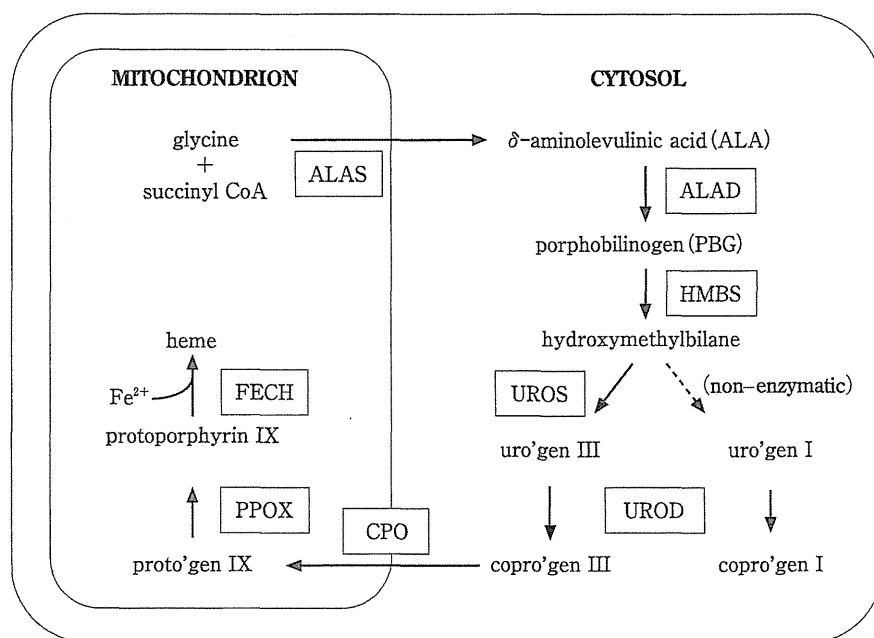 MITOCHONDRION
CYTOSOL
glycine
+
succinyl CoA
ALAS
δ-aminolevulinic acid (ALA)
ALAD
porphobilinogen (PBG)
HMBS
hydroxymethylbilane
heme
Fe²⁺
FECH
protoporphyrin IX
UROS
(non-enzymatic)
uro'gen III
uro'gen I
PPOX
CPO
UROD
proto'gen IX
copro'gen III
copro'gen I